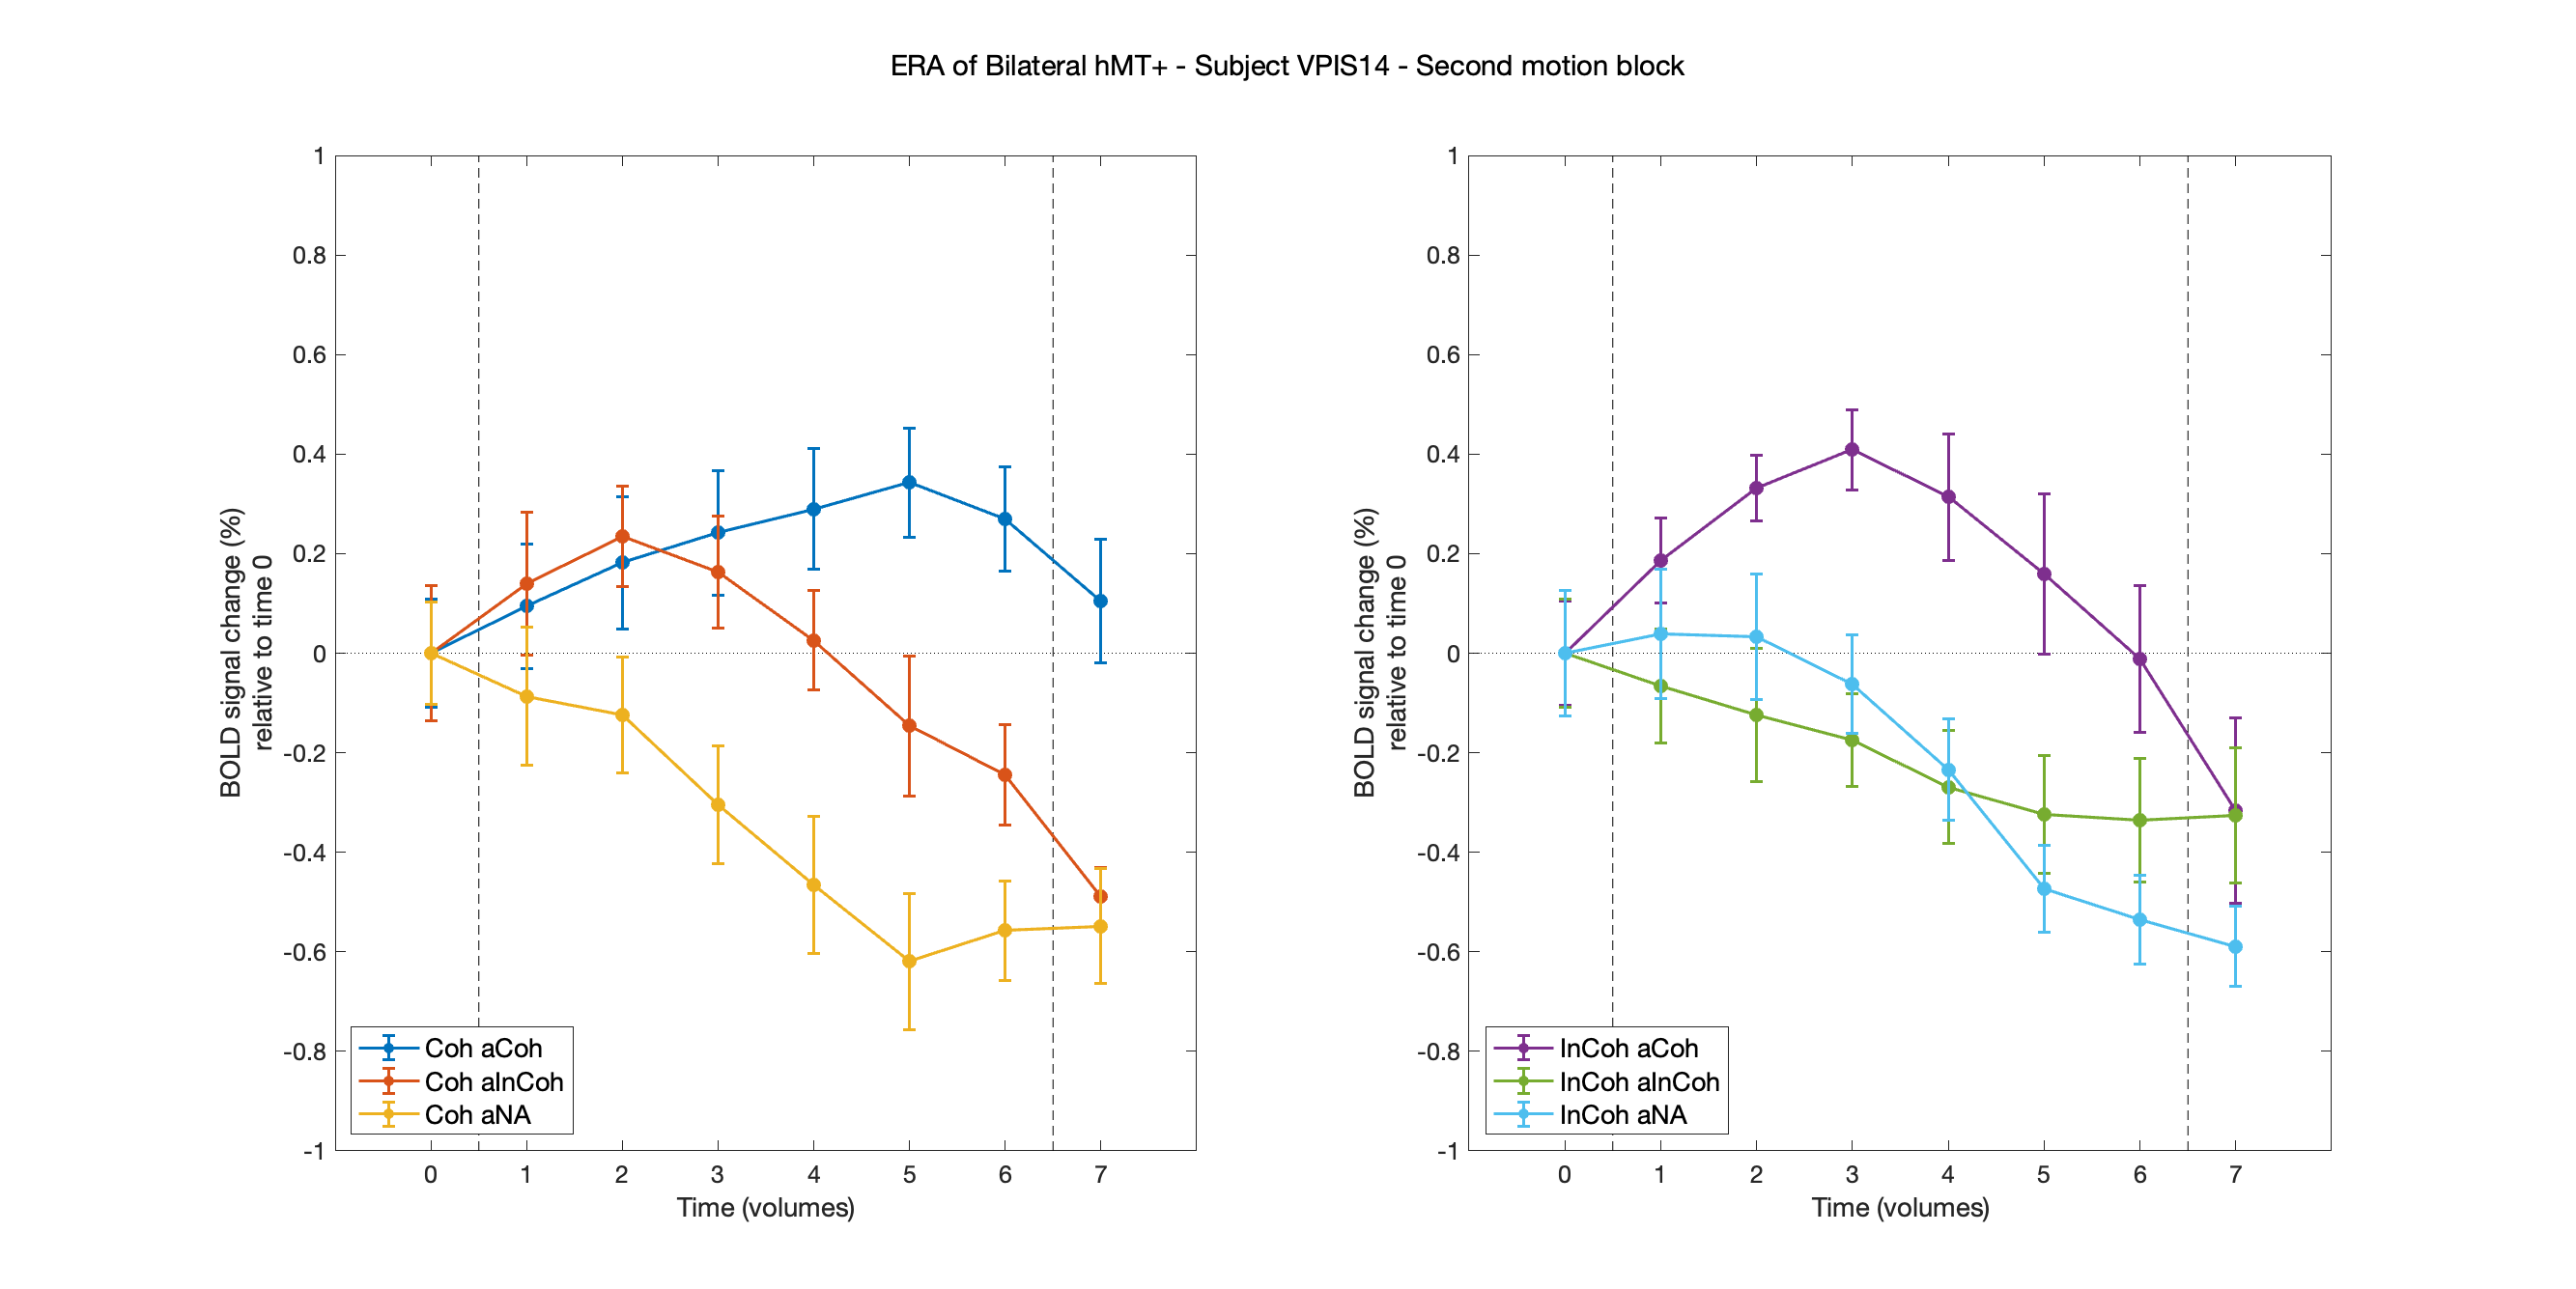 ERA of Bilateral hMT+ - Subject VPIS14 - Second motion block
BOLD signal change (%)
relative to time 0
1
0.8
0.6
0.4
0.2
0
-0.2
-0.4
-0.6
-0.8
-1
Coh aCoh
Coh aInCoh
Coh aNA
0 1 2 3 4 5 6 7
Time (volumes)
BOLD signal change (%)
relative to time 0
1
0.8
0.6
0.4
0.2
0
-0.2
-0.4
-0.6
-0.8
-1
InCoh aCoh
InCoh aInCoh
InCoh aNA
0 1 2 3 4 5 6 7
Time (volumes)